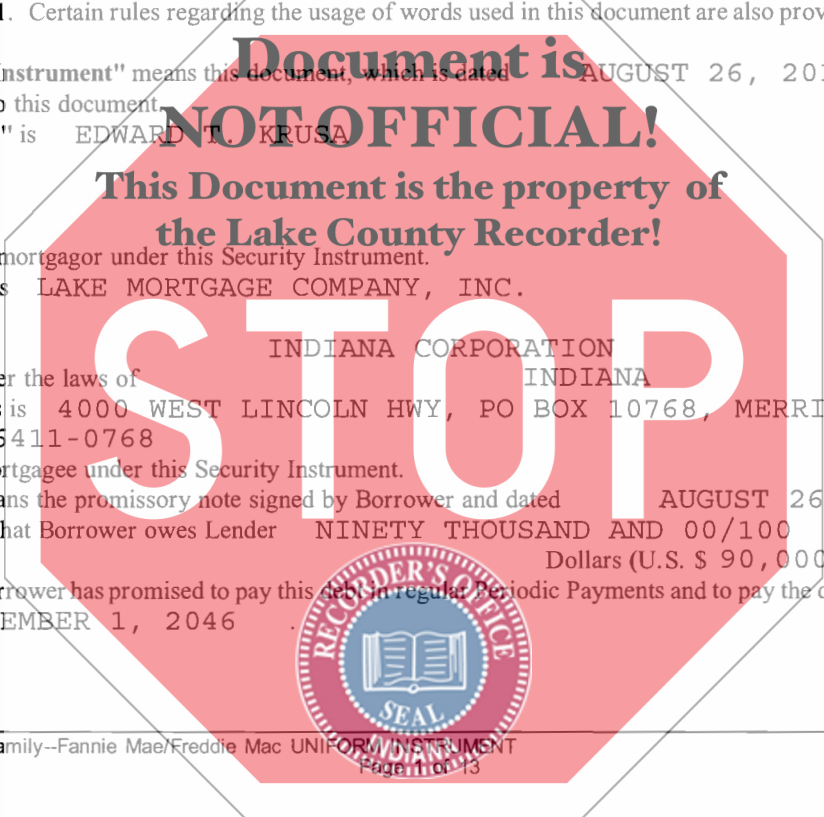 . Certain rules regarding the usage of words used in this document are also prov
Document is
nstrument" means this document, which is dated AUGUST 26, 20
this document.
NOT OFFICIAL!
" is EDWARD T. KRUSA
This Document is the property of
the Lake County Recorder!
mortgagor under this Security Instrument.
s LAKE MORTGAGE COMPANY, INC.
STOP
INDIANA CORPORATION
er the laws of INDIANA
is 4000 WEST LINCOLN HWY, PO BOX 10768, MERRI
6411-0768
rtgagee under this Security Instrument.
ans the promissory note signed by Borrower and dated AUGUST 26
hat Borrower owes Lender NINETY THOUSAND AND 00/100
Dollars (U.S. $ 90,000
rrower has promised to pay this debt in regular Periodic Payments and to pay the d
EMBER 1, 2046 .
RECORDER'S OFFICE
SEAL
INDIANA
amily--Fannie Mae/Freddie Mac UNIFORM INSTRUMENT
Page 1 of 13